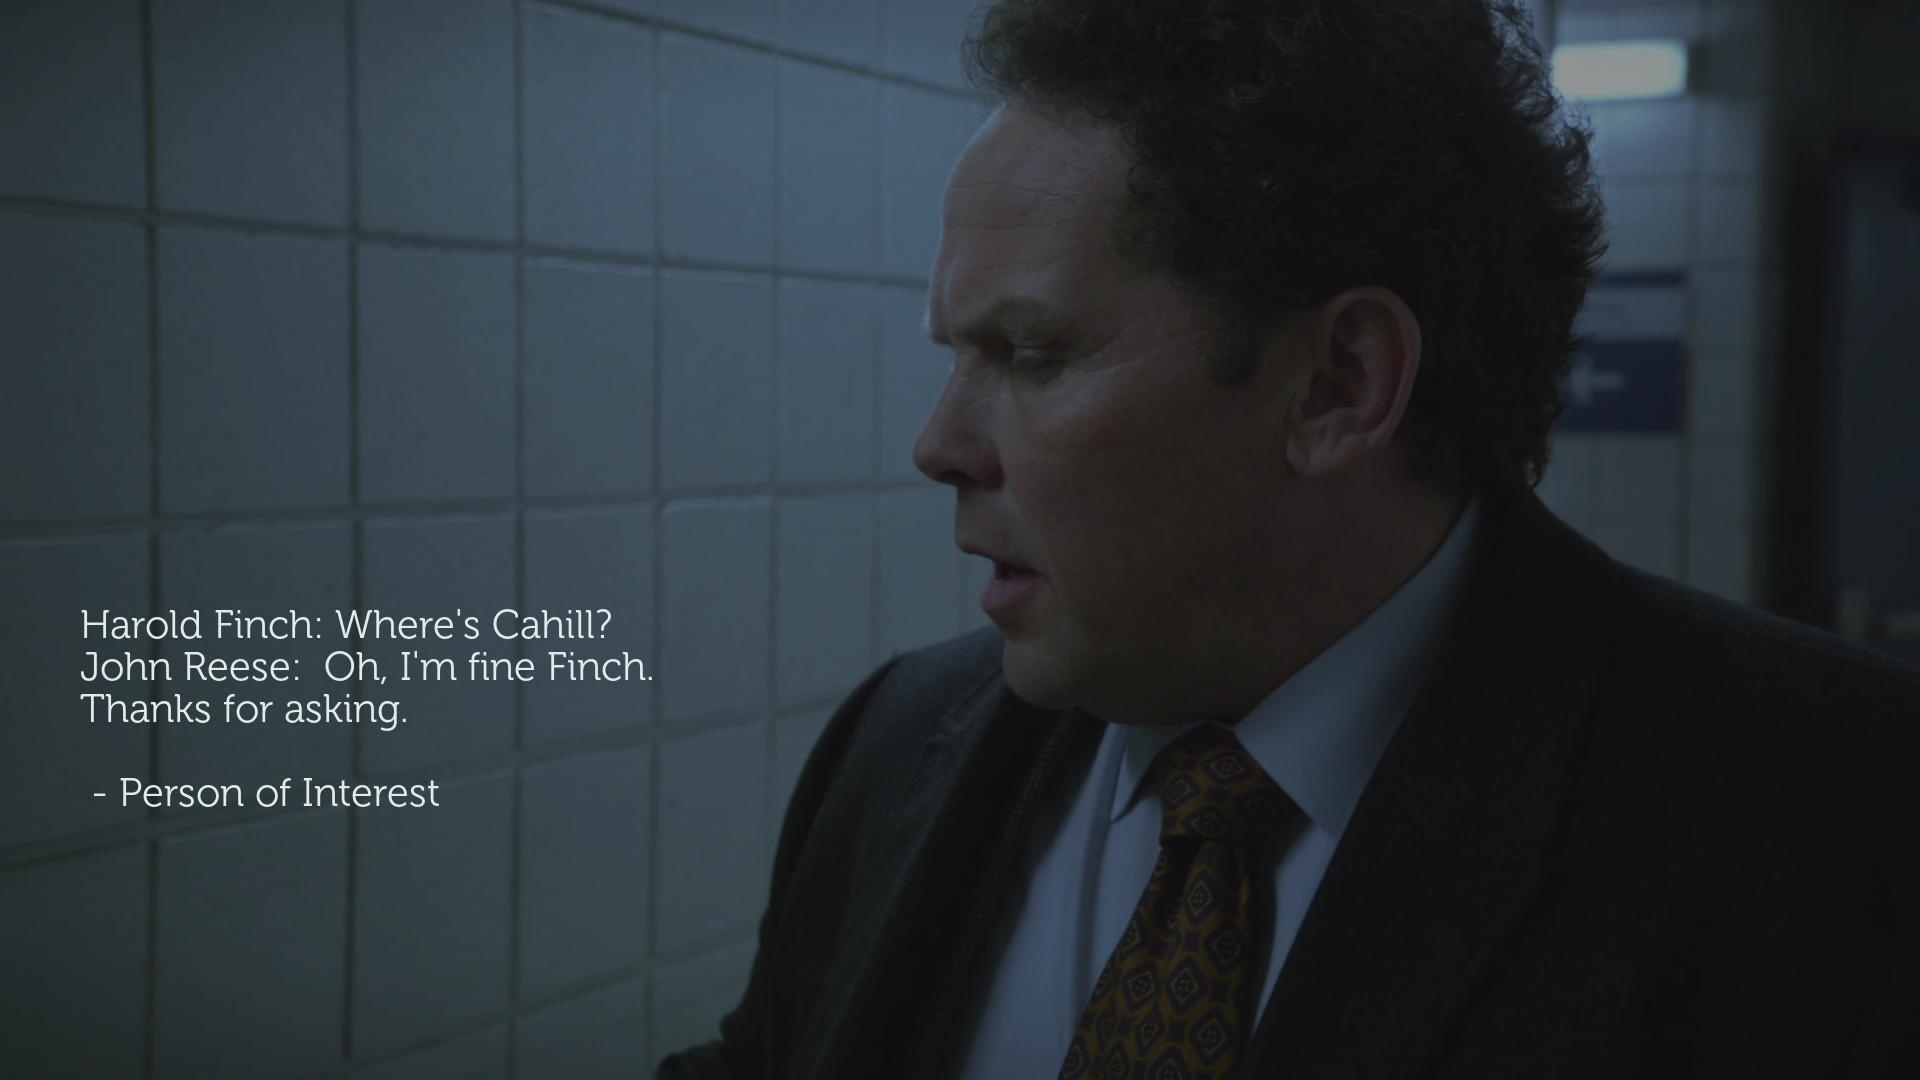 Harold Finch: Where's Cahill?
John Reese:  Oh, I'm fine Finch.
Thanks for asking.
- Person of Interest